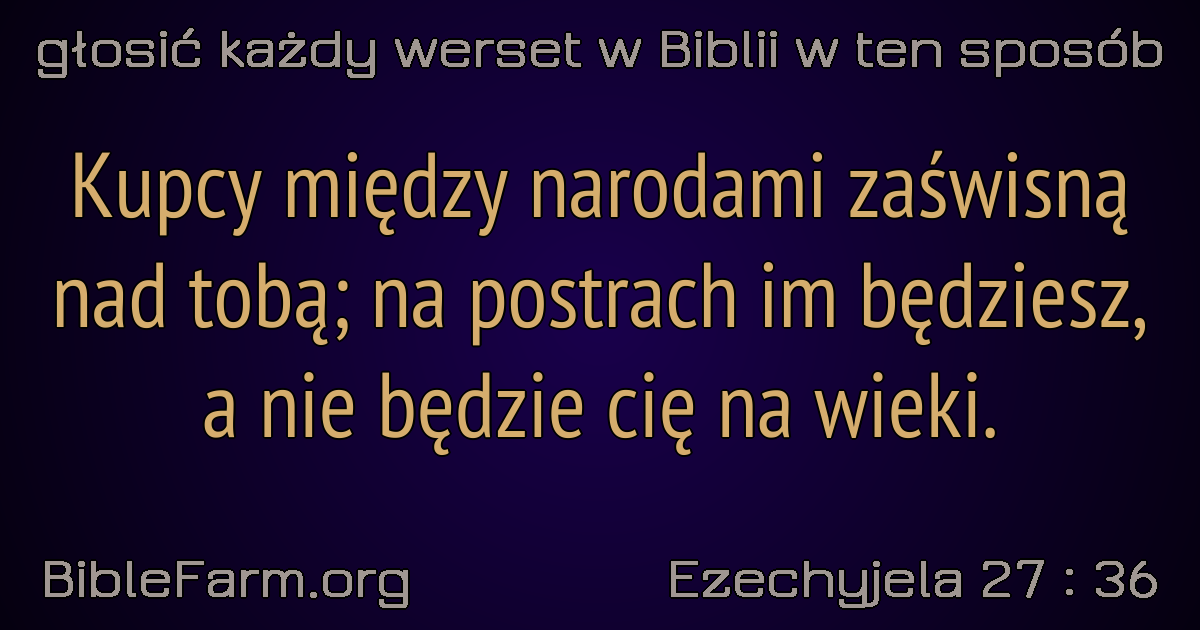 głosić każdy werset w Biblii w ten sposób
Kupcy między narodami zaświsną
nad tobą; na postrach im będziesz,
a nie będzie cię na wieki.
BibleFarm.org
Ezechyjela 27 : 36